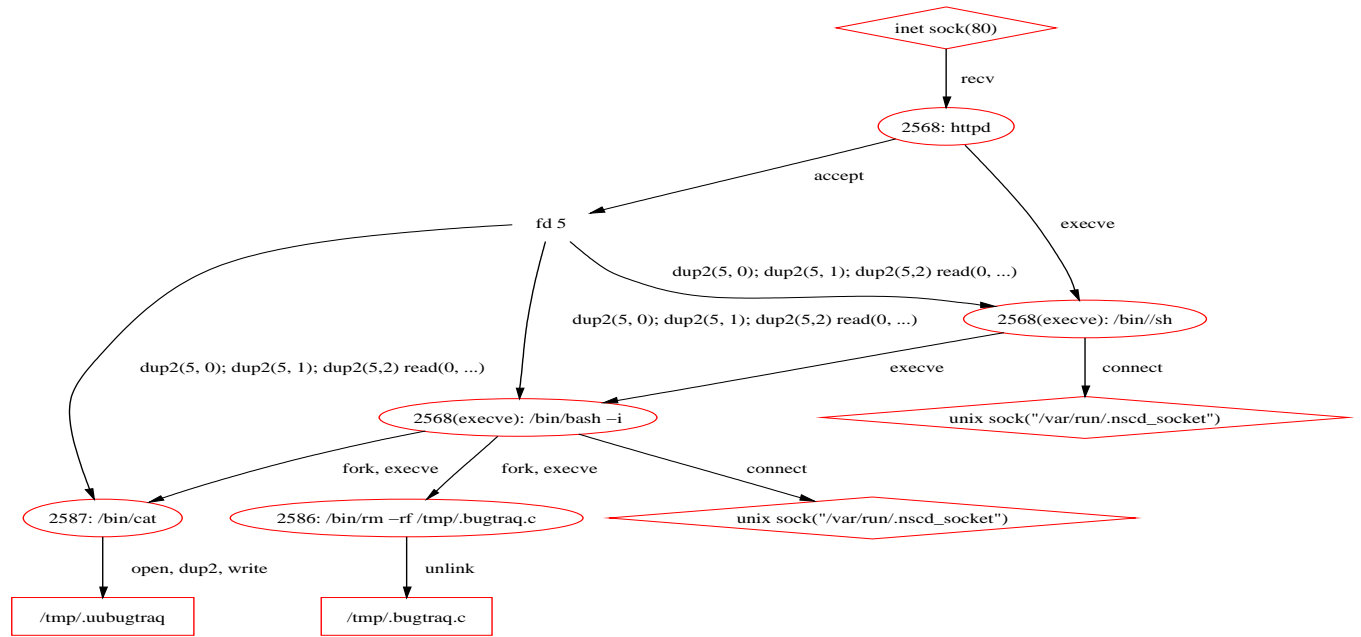 inet sock(80)
recv
2568: httpd
accept
fd 5
execve
dup2(5, 0); dup2(5, 1); dup2(5,2) read(0, ...)
dup2(5, 0); dup2(5, 1); dup2(5,2) read(0, ...)
2568(execve): /bin//sh
dup2(5, 0); dup2(5, 1); dup2(5,2) read(0, ...)
execve
connect
2568(execve): /bin/bash −i
unix sock("/var/run/.nscd_socket")
fork, execve
fork, execve
connect
2587: /bin/cat
2586: /bin/rm −rf /tmp/.bugtraq.c
unix sock("/var/run/.nscd_socket")
open, dup2, write
unlink
/tmp/.uubugtraq
/tmp/.bugtraq.c